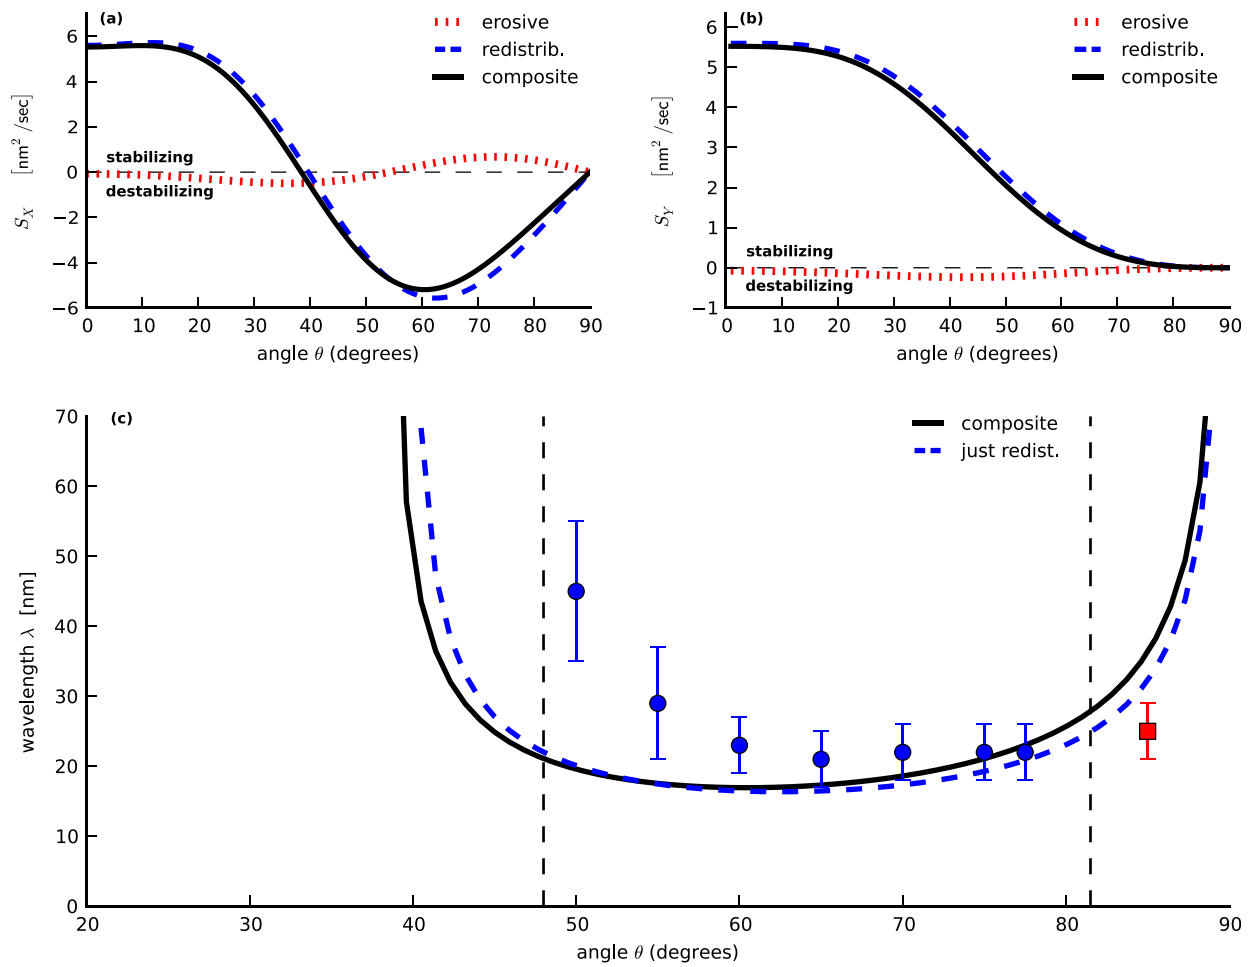 (a)
erosive
redistrib.
composite
stabilizing
destabilizing
6
4
2
0
−2
−4
−6
0 10 20 30 40 50 60 70 80 90
S_X [nm² /sec]
angle θ (degrees)
(b)
erosive
redistrib.
composite
stabilizing
destabilizing
6
5
4
3
2
1
0
−1
0 10 20 30 40 50 60 70 80 90
S_Y [nm² /sec]
angle θ (degrees)
(c)
composite
just redist.
70
60
50
40
30
20
10
0
20 30 40 50 60 70 80 90
wavelength λ [nm]
angle θ (degrees)